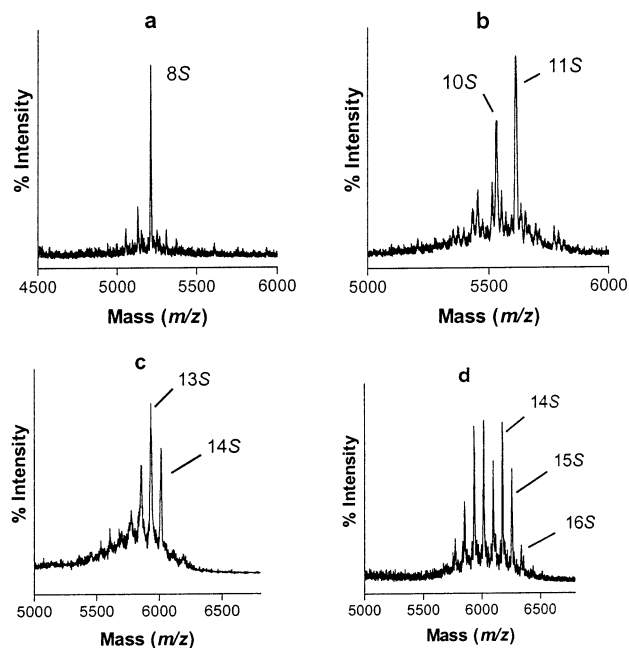 a
8S
% Intensity
4500 5000 5500 6000
Mass (m/z)
b
10S
11S
% Intensity
5000 5500 6000
Mass (m/z)
c
13S
14S
% Intensity
5000 5500 6000 6500
Mass (m/z)
d
14S
15S
16S
% Intensity
5000 5500 6000 6500
Mass (m/z)